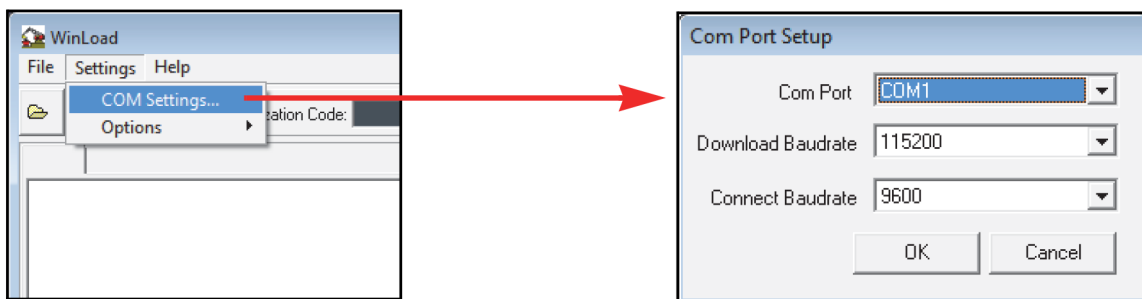 WinLoad
File Settings Help
COM Settings...
Options
Code:
Com Port Setup
Com Port COM1
Download Baudrate 115200
Connect Baudrate 9600
OK Cancel